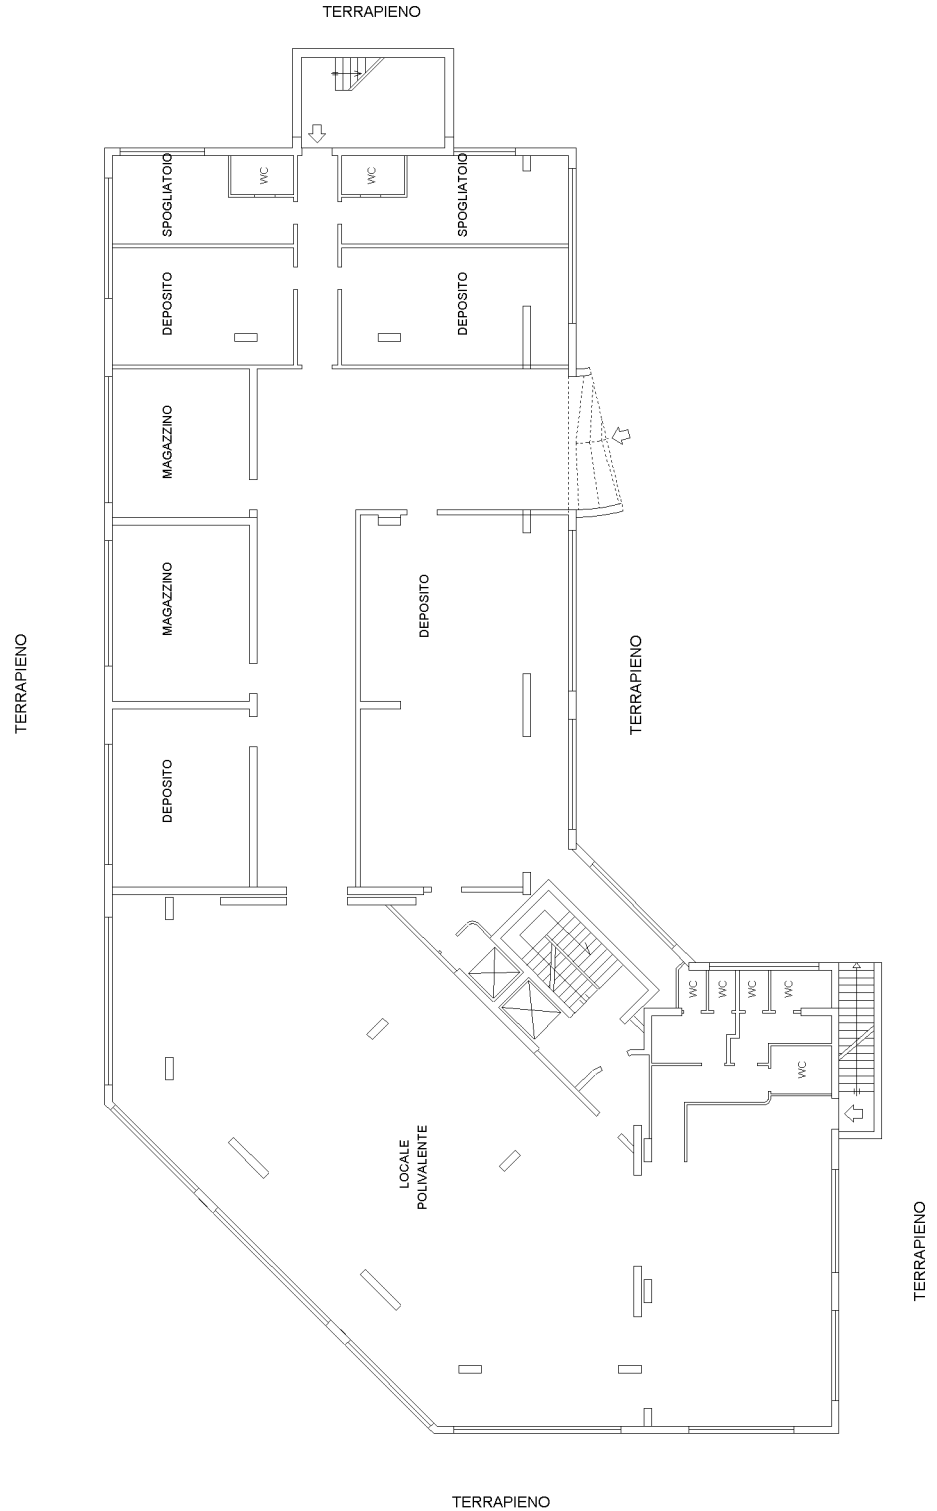 TERRAPIENO
SPOGLIATOIO
WC
WC
SPOGLIATOIO
DEPOSITO
DEPOSITO
MAGAZZINO
MAGAZZINO
DEPOSITO
TERRAPIENO
TERRAPIENO
DEPOSITO
WC
WC
WC
WC
WC
LOCALE
POLIVALENTE
TERRAPIENO
TERRAPIENO